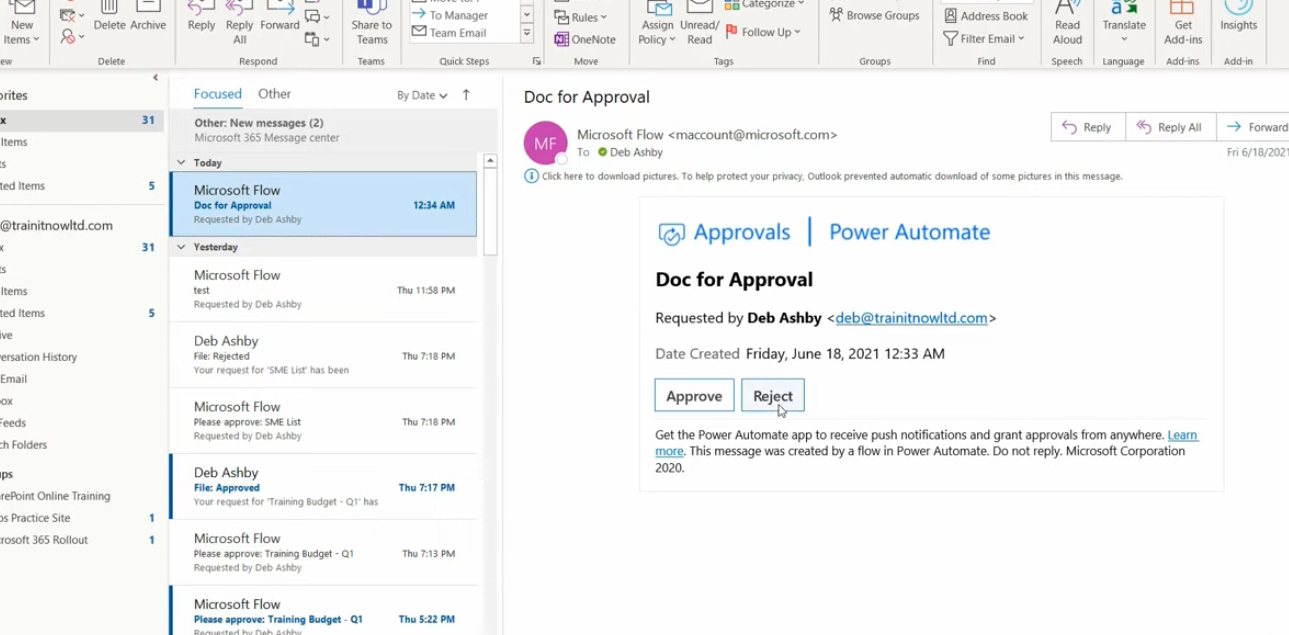 New
Items
Delete
Archive
Delete
Reply
Reply
All
Forward
Respond
Share to
Teams
Teams
To Manager
Team Email
Quick Steps
Rules
OneNote
Move
Assign
Policy
Unread/
Read
Categorize
Follow Up
Tags
Browse Groups
Groups
Address Book
Filter Email
Find
Read
Aloud
Speech
Translate
Language
Get
Add-ins
Add-ins
Insights
Add-in
orites
x 31
Items
ts
ted Items 5
@trainitnowltd.com
x 31
ts
Items
ted Items 5
ive
ersation History
Email
ox
Feeds
ch Folders
ups
rePoint Online Training
os Practice Site 1
rosoft 365 Rollout 1
Focused Other By Date
Other: New messages (2)
Microsoft 365 Message center
Today
Microsoft Flow
Doc for Approval 12:34 AM
Requested by Deb Ashby
Yesterday
Microsoft Flow
test Thu 11:58 PM
Requested by Deb Ashby
Deb Ashby
File: Rejected Thu 7:18 PM
Your request for 'SME List' has been
Microsoft Flow
Please approve: SME List Thu 7:18 PM
Requested by Deb Ashby
Deb Ashby
File: Approved Thu 7:17 PM
Your request for 'Training Budget - Q1' has
Microsoft Flow
Please approve: Training Budget - Q1 Thu 7:13 PM
Requested by Deb Ashby
Microsoft Flow
Please approve: Training Budget - Q1 Thu 5:22 PM
Requested by Deb Ashby
Doc for Approval
MF
Microsoft Flow <maccount@microsoft.com>
To Deb Ashby
Reply Reply All Forward
Fri 6/18/2021
Click here to download pictures. To help protect your privacy, Outlook prevented automatic download of some pictures in this message.
Approvals | Power Automate
Doc for Approval
Requested by Deb Ashby <deb@trainitnowltd.com>
Date Created Friday, June 18, 2021 12:33 AM
Approve Reject
Get the Power Automate app to receive push notifications and grant approvals from anywhere. Learn
more. This message was created by a flow in Power Automate. Do not reply. Microsoft Corporation
2020.